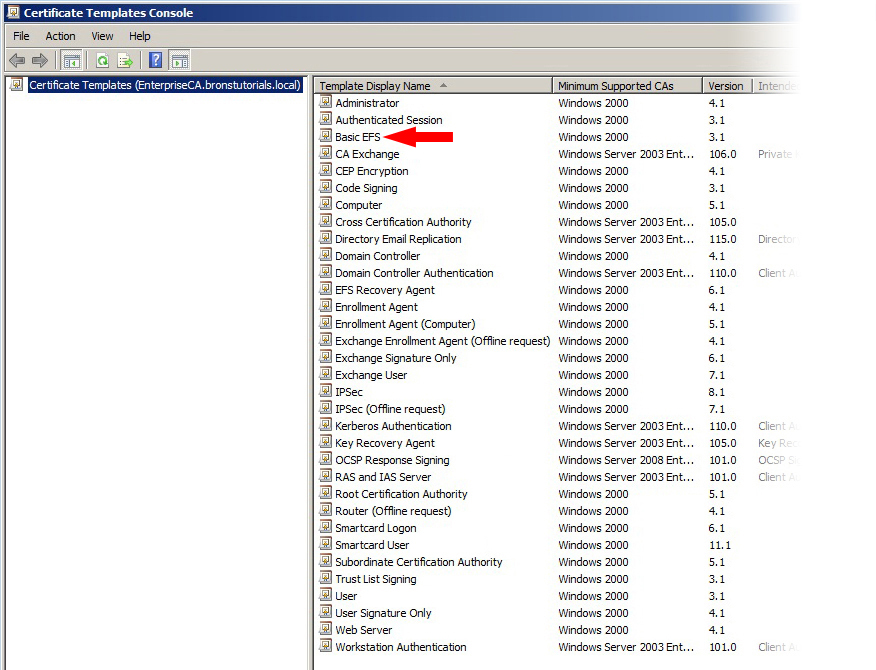 Certificate Templates Console
File Action View Help
Certificate Templates (EnterpriseCA.bronstutorials.local)
Template Display Name Minimum Supported CAs Version Intende
Administrator Windows 2000 4.1
Authenticated Session Windows 2000 3.1
Basic EFS Windows 2000 3.1
CA Exchange Windows Server 2003 Ent... 106.0 Private
CEP Encryption Windows 2000 4.1
Code Signing Windows 2000 3.1
Computer Windows 2000 5.1
Cross Certification Authority Windows Server 2003 Ent... 105.0
Directory Email Replication Windows Server 2003 Ent... 115.0 Director
Domain Controller Windows 2000 4.1
Domain Controller Authentication Windows Server 2003 Ent... 110.0 Client A
EFS Recovery Agent Windows 2000 6.1
Enrollment Agent Windows 2000 4.1
Enrollment Agent (Computer) Windows 2000 5.1
Exchange Enrollment Agent (Offline request) Windows 2000 4.1
Exchange Signature Only Windows 2000 6.1
Exchange User Windows 2000 7.1
IPSec Windows 2000 8.1
IPSec (Offline request) Windows 2000 7.1
Kerberos Authentication Windows Server 2003 Ent... 110.0 Client A
Key Recovery Agent Windows Server 2003 Ent... 105.0 Key Rec
OCSP Response Signing Windows Server 2008 Ent... 101.0 OCSP S
RAS and IAS Server Windows Server 2003 Ent... 101.0 Client A
Root Certification Authority Windows 2000 5.1
Router (Offline request) Windows 2000 4.1
Smartcard Logon Windows 2000 6.1
Smartcard User Windows 2000 11.1
Subordinate Certification Authority Windows 2000 5.1
Trust List Signing Windows 2000 3.1
User Windows 2000 3.1
User Signature Only Windows 2000 4.1
Web Server Windows 2000 4.1
Workstation Authentication Windows Server 2003 Ent... 101.0 Client A